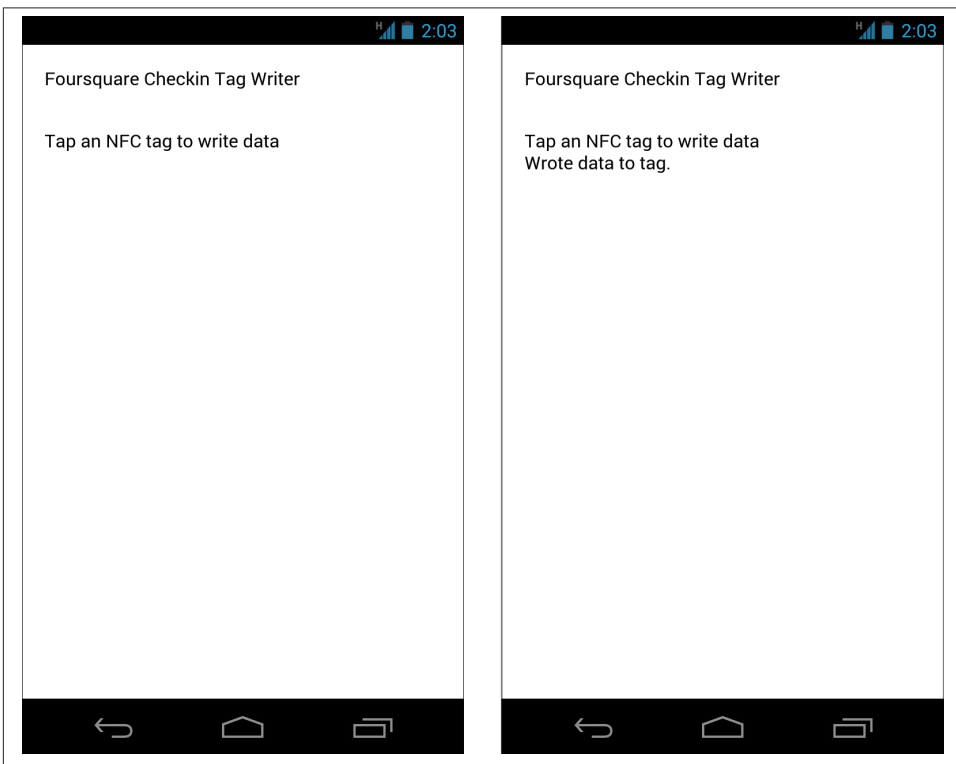 H 2:03
Foursquare Checkin Tag Writer
Tap an NFC tag to write data
H 2:03
Foursquare Checkin Tag Writer
Tap an NFC tag to write data
Wrote data to tag.